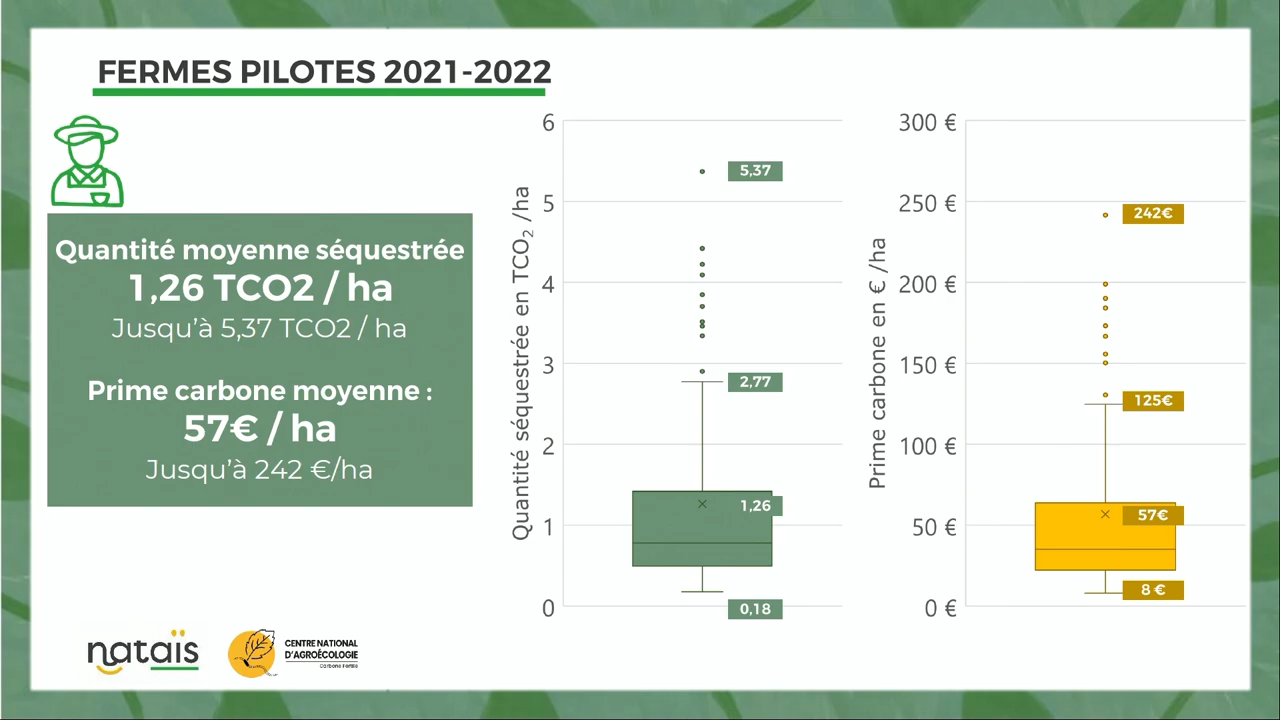 FERMES PILOTES 2021-2022
Quantité moyenne séquestrée
1,26 TCO2 / ha
Jusqu'à 5,37 TCO2 / ha
Prime carbone moyenne :
57€ / ha
Jusqu'à 242 €/ha
Quantité séquestrée en TCO₂ /ha
6
5
4
3
2
1
0
5,37
2,77
1,26
0,18
Prime carbone en € /ha
300 €
250 €
200 €
150 €
100 €
50 €
0 €
242€
125€
57€
8 €
nataïs
CENTRE NATIONAL
D'AGROÉCOLOGIE
Carbone Fertile